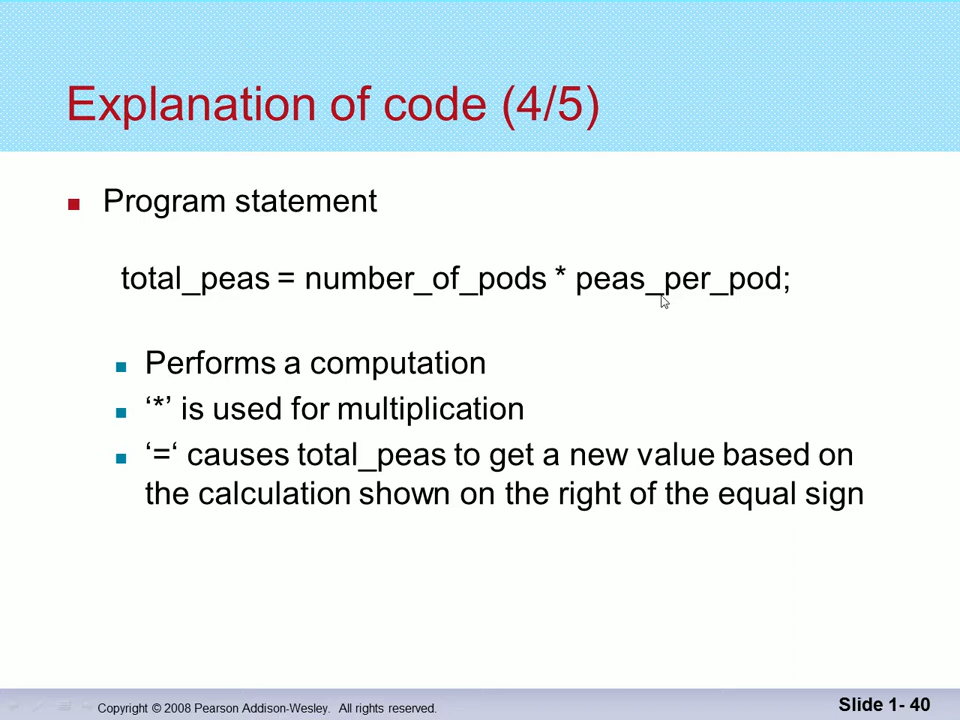 Explanation of code (4/5)
Program statement
total_peas = number_of_pods * peas_per_pod;
Performs a computation
‘*’ is used for multiplication
‘=‘ causes total_peas to get a new value based on
the calculation shown on the right of the equal sign
Copyright © 2008 Pearson Addison-Wesley. All rights reserved.
Slide 1- 40